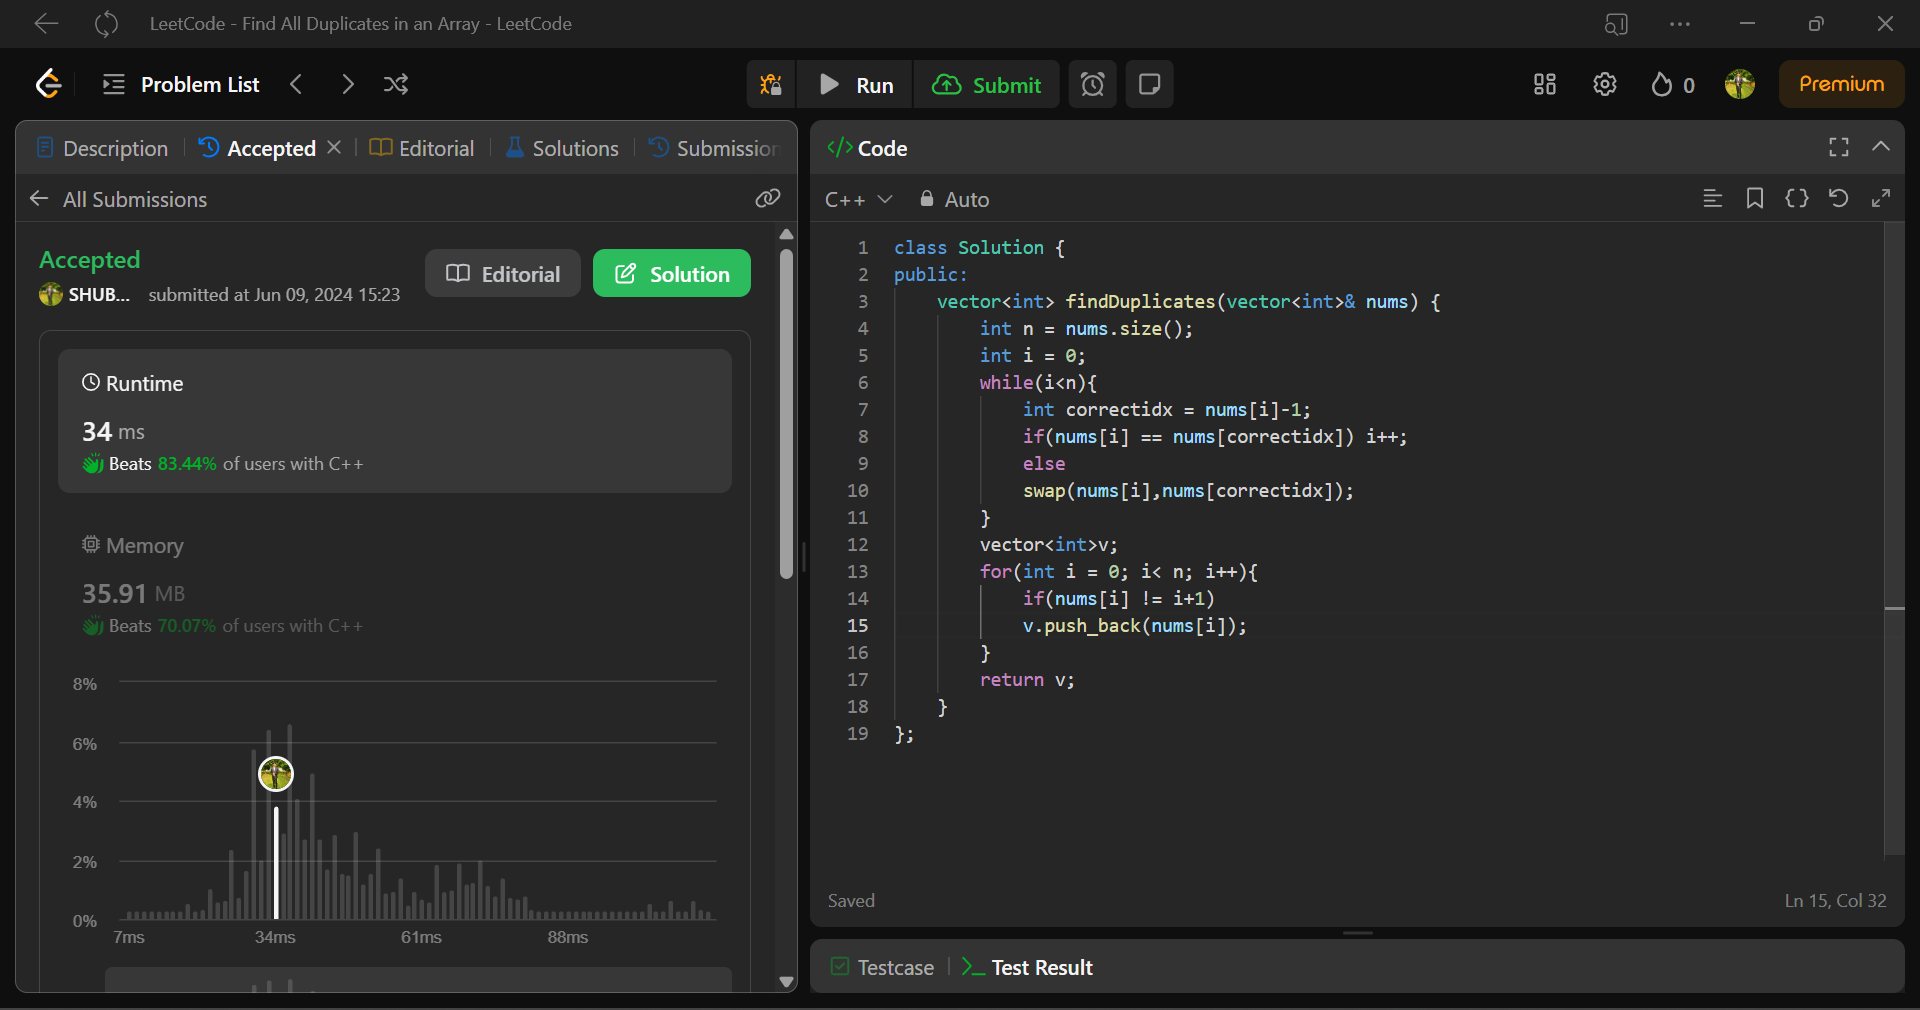 LeetCode - Find All Duplicates in an Array - LeetCode
Problem List
Run
Submit
0
Premium
Description
Accepted
Editorial
Solutions
Submission
All Submissions
Accepted
SHUB... submitted at Jun 09, 2024 15:23
Editorial
Solution
Runtime
34 ms
Beats 83.44% of users with C++
Memory
35.91 MB
Beats 70.07% of users with C++
8%
6%
4%
2%
0%
7ms 34ms 61ms 88ms
</> Code
C++ Auto
1 class Solution {
2 public:
3 vector<int> findDuplicates(vector<int>& nums) {
4 int n = nums.size();
5 int i = 0;
6 while(i<n){
7 int correctidx = nums[i]-1;
8 if(nums[i] == nums[correctidx]) i++;
9 else
10 swap(nums[i],nums[correctidx]);
11 }
12 vector<int>v;
13 for(int i = 0; i< n; i++){
14 if(nums[i] != i+1)
15 v.push_back(nums[i]);
16 }
17 return v;
18 }
19 };
Saved
Ln 15, Col 32
Testcase
Test Result